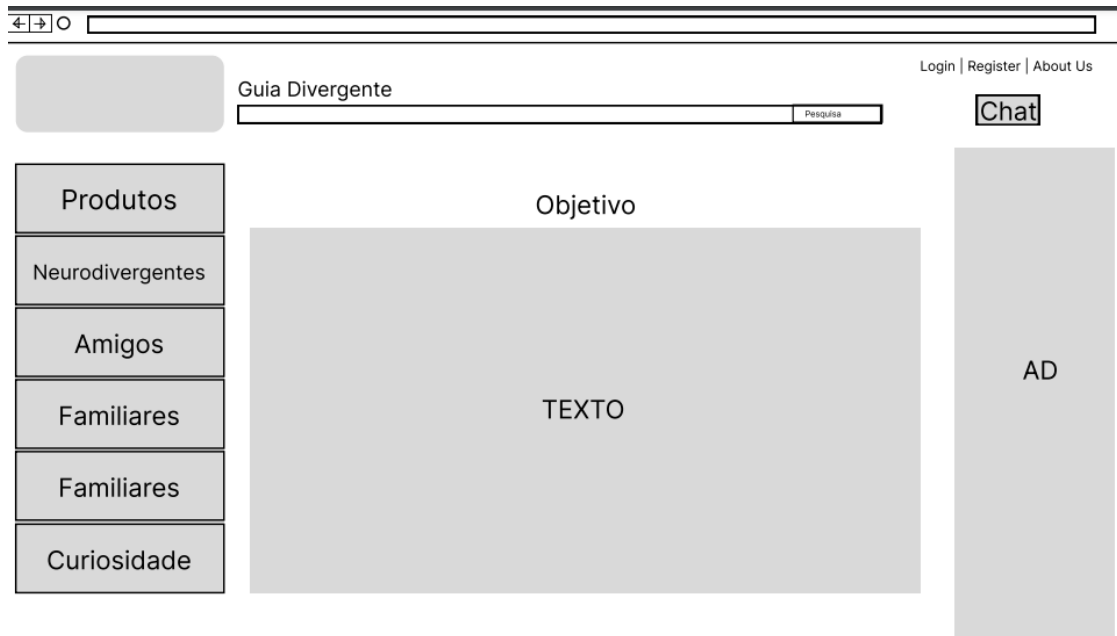 Login | Register | About Us
Guia Divergente
Pesquisa
Chat
Produtos
Neurodivergentes
Amigos
Familiares
Familiares
Curiosidade
Objetivo
TEXTO
AD